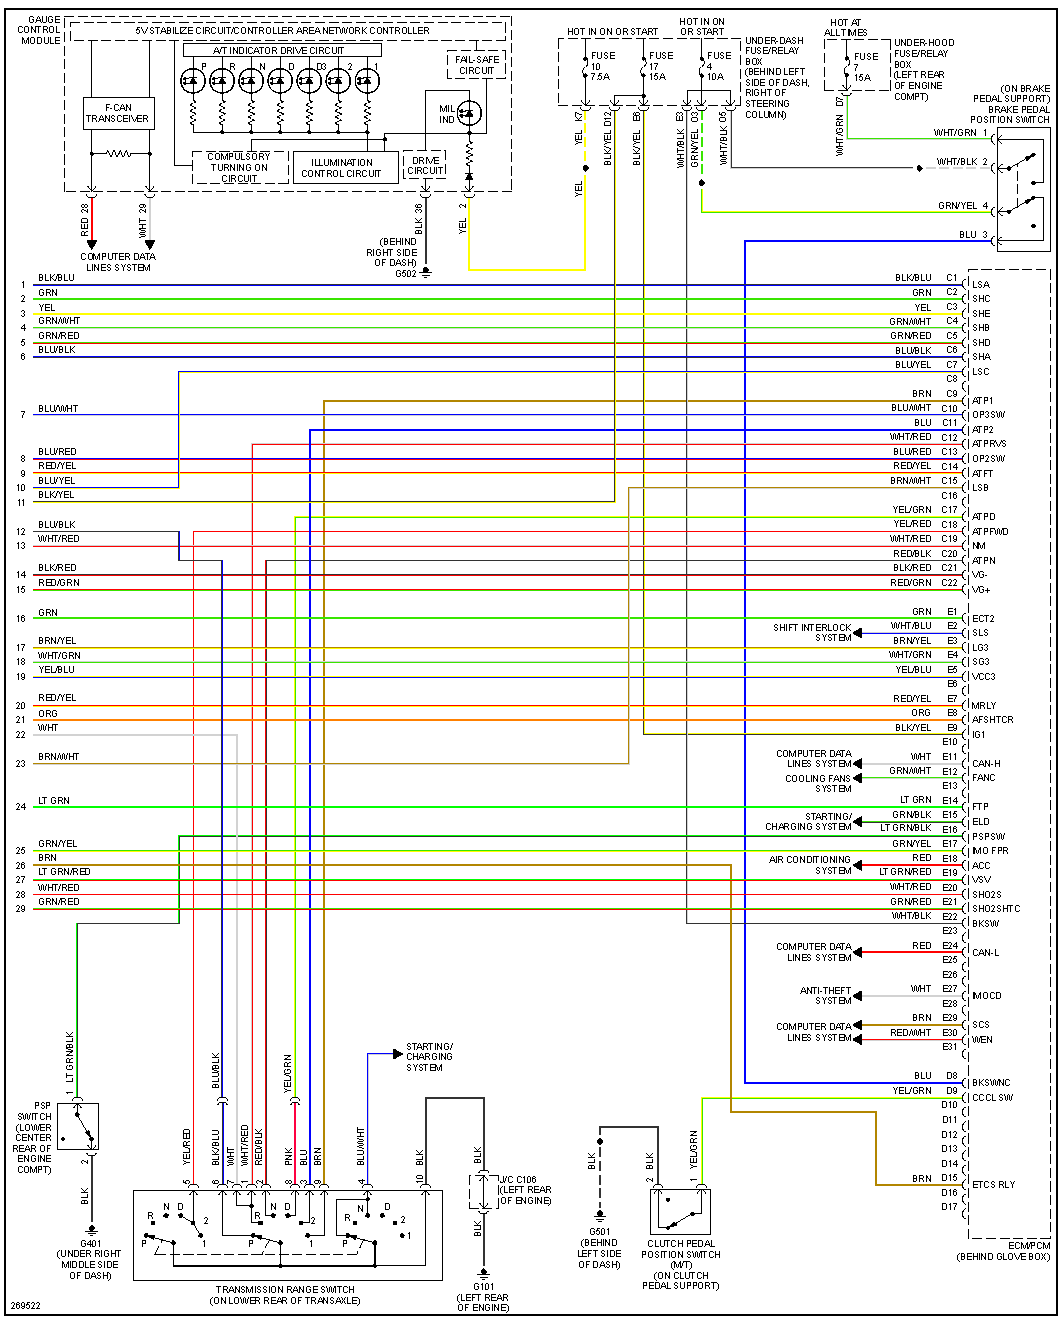 GAUGE
CONTROL
MODULE
5V STABILIZE CIRCUIT/CONTROLLER AREA NETWORK CONTROLLER
A/T INDICATOR DRIVE CIRCUIT
P R N D D3 2 1
F-CAN
TRANSCEIVER
FAIL-SAFE
CIRCUIT
MIL
IND
COMPULSORY
TURNING ON
CIRCUIT
ILLUMINATION
CONTROL CIRCUIT
DRIVE
CIRCUIT
RED 28
WHT 29
BLK 36
YEL 2
COMPUTER DATA
LINES SYSTEM
(BEHIND
RIGHT SIDE
OF DASH)
G502
HOT IN ON OR START
HOT IN ON
OR START
FUSE
10
7.5A
FUSE
17
15A
FUSE
4
10A
UNDER-DASH
FUSE/RELAY
BOX
(BEHIND LEFT
SIDE OF DASH,
RIGHT OF
STEERING
COLUMN)
YEL K7
BLK/YEL D12
BLK/YEL E8
WHT/BLK E3
GRN/YEL O3
WHT/BLK O5
YEL
HOT AT
ALL TIMES
FUSE
7
15A
UNDER-HOOD
FUSE/RELAY
BOX
(LEFT REAR
OF ENGINE
COMPT)
WHT/GRN D7
(ON BRAKE
PEDAL SUPPORT)
BRAKE PEDAL
POSITION SWITCH
WHT/GRN 1
WHT/BLK 2
GRN/YEL 4
BLU 3
1 BLK/BLU BLK/BLU C1 LSA
2 GRN GRN C2 SHC
3 YEL YEL C3 SHE
4 GRN/WHT GRN/WHT C4 SHB
5 GRN/RED GRN/RED C5 SHD
6 BLU/BLK BLU/BLK C6 SHA
BLU/YEL C7 LSC
C8
BRN C9 ATP1
7 BLU/WHT BLU/WHT C10 OP3SW
BLU C11 ATP2
WHT/RED C12 ATPRVS
8 BLU/RED BLU/RED C13 OP2SW
9 RED/YEL RED/YEL C14 ATFT
10 BLU/YEL BRN/WHT C15 LSB
11 BLK/YEL C16
YEL/GRN C17 ATPD
12 BLU/BLK YEL/RED C18 ATPFWD
13 WHT/RED WHT/RED C19 NM
RED/BLK C20 ATPN
14 BLK/RED BLK/RED C21 VG-
15 RED/GRN RED/GRN C22 VG+
16 GRN GRN E1 ECT2
SHIFT INTERLOCK
SYSTEM
WHT/BLU E2 SLS
17 BRN/YEL BRN/YEL E3 LG3
18 WHT/GRN WHT/GRN E4 SG3
19 YEL/BLU YEL/BLU E5 VCC3
E6
20 RED/YEL RED/YEL E7 MRLY
21 ORG ORG E8 AFSHTCR
22 WHT BLK/YEL E9 IG1
E10
23 BRN/WHT
COMPUTER DATA
LINES SYSTEM
WHT E11 CAN-H
COOLING FANS
SYSTEM
GRN/WHT E12 FANC
E13
24 LT GRN LT GRN E14 FTP
STARTING/
CHARGING SYSTEM
GRN/BLK E15 ELD
LT GRN/BLK E16 PSPSW
25 GRN/YEL GRN/YEL E17 IMO FPR
26 BRN
AIR CONDITIONING
SYSTEM
RED E18 ACC
27 LT GRN/RED LT GRN/RED E19 VSV
28 WHT/RED WHT/RED E20 SHO2S
29 GRN/RED GRN/RED E21 SHO2SHTC
WHT/BLK E22 BKSW
E23
COMPUTER DATA
LINES SYSTEM
RED E24 CAN-L
E25
E26
ANTI-THEFT
SYSTEM
WHT E27 IMOCD
E28
COMPUTER DATA
LINES SYSTEM
BRN E29 SCS
RED/WHT E30 WEN
E31
BLU D8 BKSWNC
YEL/GRN D9 CCCLSW
D10
D11
D12
D13
D14
BRN D15 ETCS RLY
D16
D17
ECM/PCM
(BEHIND GLOVE BOX)
1 LT GRN/BLK
PSP
SWITCH
(LOWER
CENTER
REAR OF
ENGINE
COMPT)
2
BLK
G401
(UNDER RIGHT
MIDDLE SIDE
OF DASH)
BLU/BLK
YEL/GRN
STARTING/
CHARGING
SYSTEM
5 YEL/RED
6 BLK/BLU
7 WHT
1 WHT/RED
2 RED/BLK
8 PNK
3 BLU
9 BRN
4 BLU/WHT
10 BLK
R N D 2 1 P
R N D 2 1 P
R N D 2 1 P
TRANSMISSION RANGE SWITCH
(ON LOWER REAR OF TRANSAXLE)
BLK
J/C C106
(LEFT REAR
OF ENGINE)
BLK
G101
(LEFT REAR
OF ENGINE)
BLK
G501
(BEHIND
LEFT SIDE
OF DASH)
2 BLK
1 YEL/GRN
CLUTCH PEDAL
POSITION SWITCH
(M/T)
(ON CLUTCH
PEDAL SUPPORT)
269522